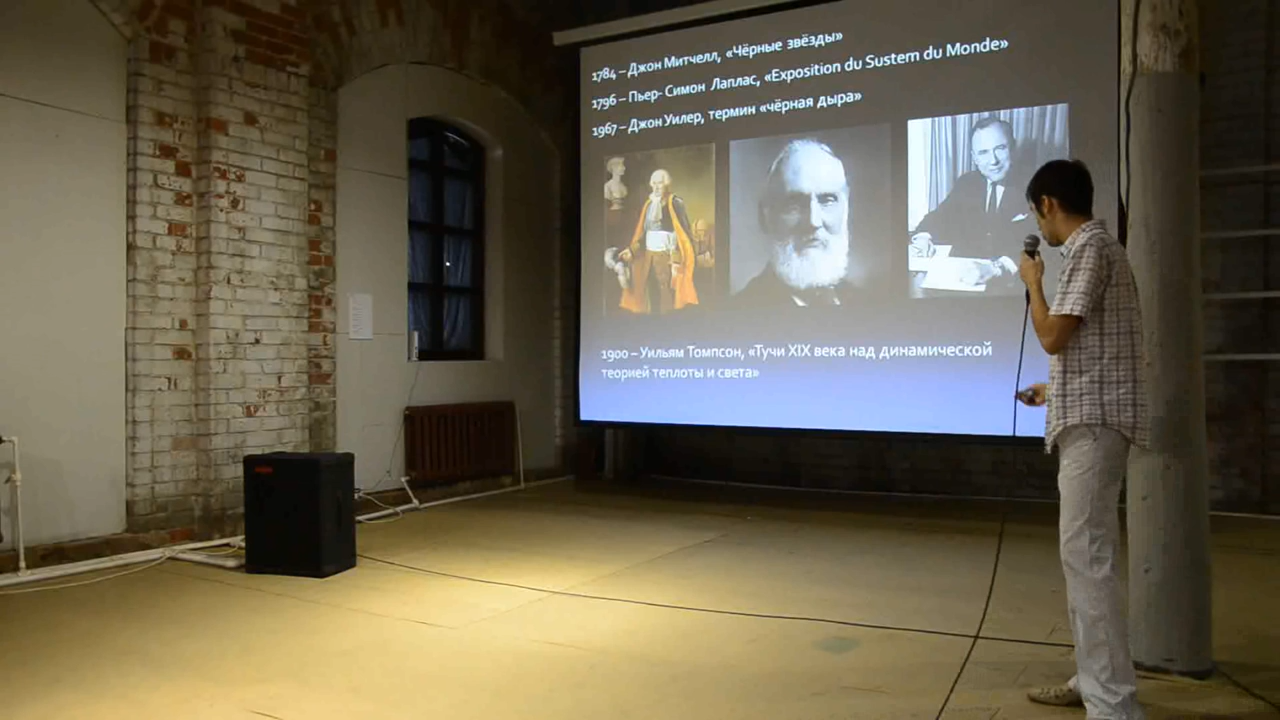 1784 – Джон Митчелл, «Чёрные звёзды»
1796 – Пьер- Симон Лаплас, «Exposition du Sustem du Monde»
1967 – Джон Уилер, термин «чёрная дыра»
1900 – Уильям Томпсон, «Тучи XIX века над динамической
теорией теплоты и света»